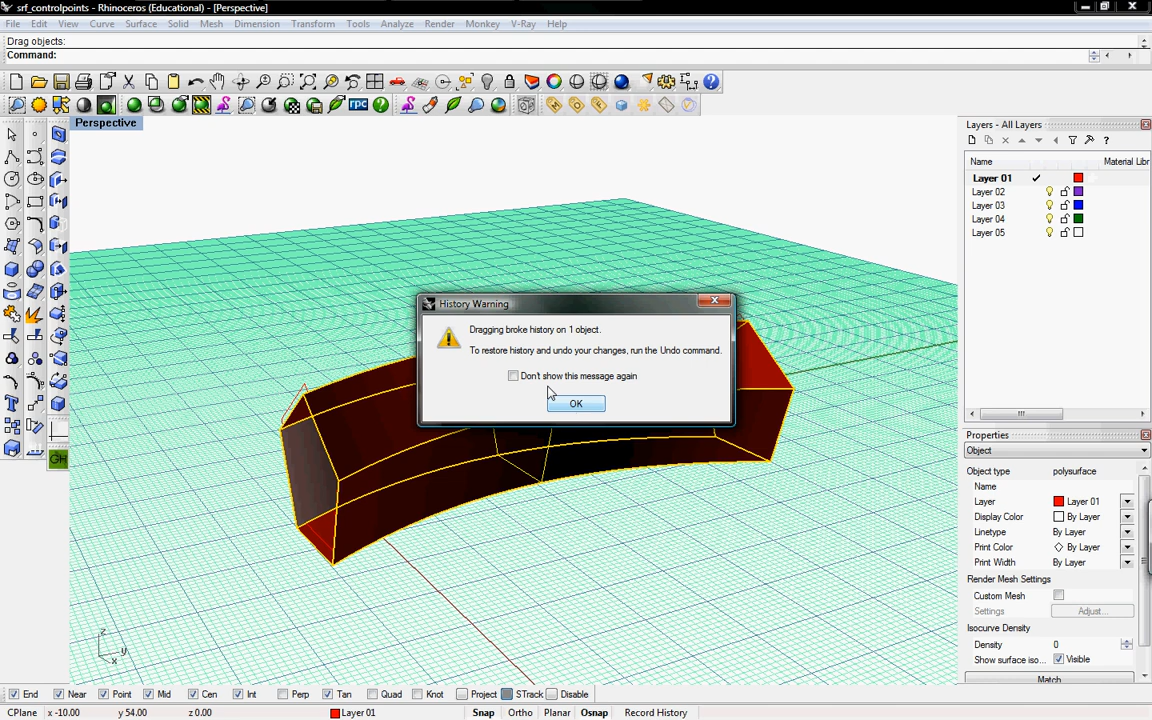 srf_controlpoints - Rhinoceros (Educational) - [Perspective]
File Edit View Curve Surface Solid Mesh Dimension Transform Tools Analyze Render Monkey V-Ray Help
Drag objects:
Command:
rpc
Perspective
Layers - All Layers
Name Material Libr
Layer 01
Layer 02
Layer 03
Layer 04
Layer 05
History Warning
Dragging broke history on 1 object.
To restore history and undo your changes, run the Undo command.
Don't show this message again
OK
Properties
Object
Object type polysurface
Name
Layer Layer 01
Display Color By Layer
Linetype By Layer
Print Color By Layer
Print Width By Layer
Render Mesh Settings
Custom Mesh
Settings Adjust...
Isocurve Density
Density 0
Show surface iso... Visible
Match
z
y
x
End Near Point Mid Cen Int Perp Tan Quad Knot Project STrack Disable
CPlane x -10.00 y 54.00 z 0.00 Layer 01 Snap Ortho Planar Osnap Record History